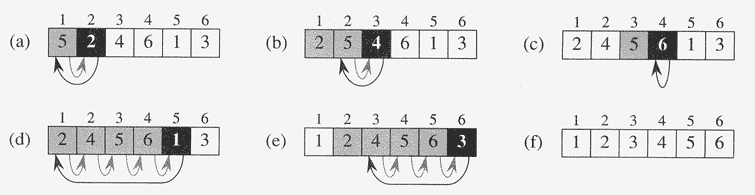 1 2 3 4 5 6
(a) 5 2 4 6 1 3
1 2 3 4 5 6
(b) 2 5 4 6 1 3
1 2 3 4 5 6
(c) 2 4 5 6 1 3
1 2 3 4 5 6
(d) 2 4 5 6 1 3
1 2 3 4 5 6
(e) 1 2 4 5 6 3
1 2 3 4 5 6
(f) 1 2 3 4 5 6